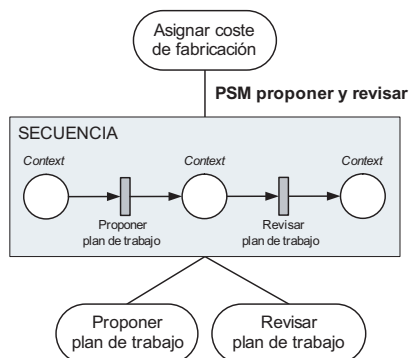 Asignar coste
de fabricación
PSM proponer y revisar
SECUENCIA
Context
Context
Context
Proponer
plan de trabajo
Revisar
plan de trabajo
Proponer
plan de trabajo
Revisar
plan de trabajo